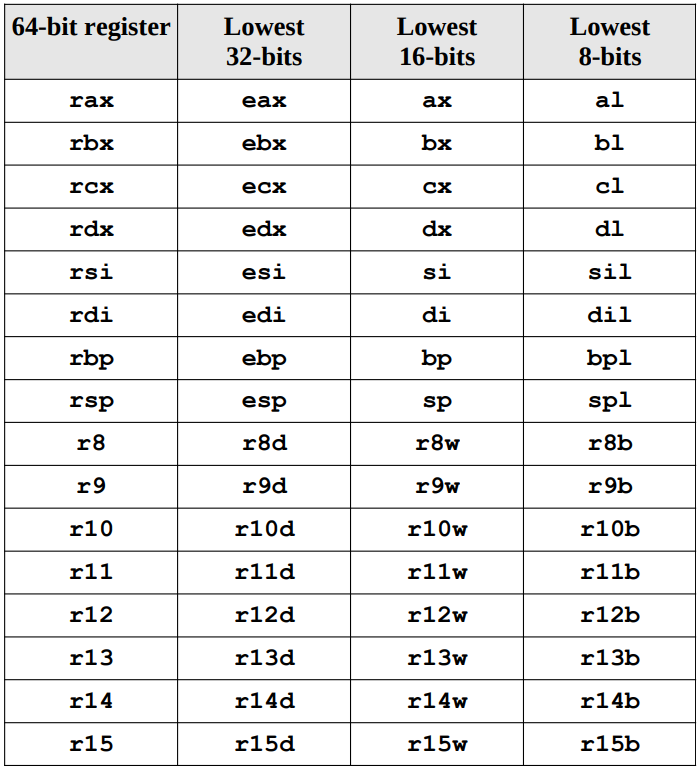 64-bit register Lowest 32-bits Lowest 16-bits Lowest 8-bits
rax eax ax al
rbx ebx bx bl
rcx ecx cx cl
rdx edx dx dl
rsi esi si sil
rdi edi di dil
rbp ebp bp bpl
rsp esp sp spl
r8 r8d r8w r8b
r9 r9d r9w r9b
r10 r10d r10w r10b
r11 r11d r11w r11b
r12 r12d r12w r12b
r13 r13d r13w r13b
r14 r14d r14w r14b
r15 r15d r15w r15b